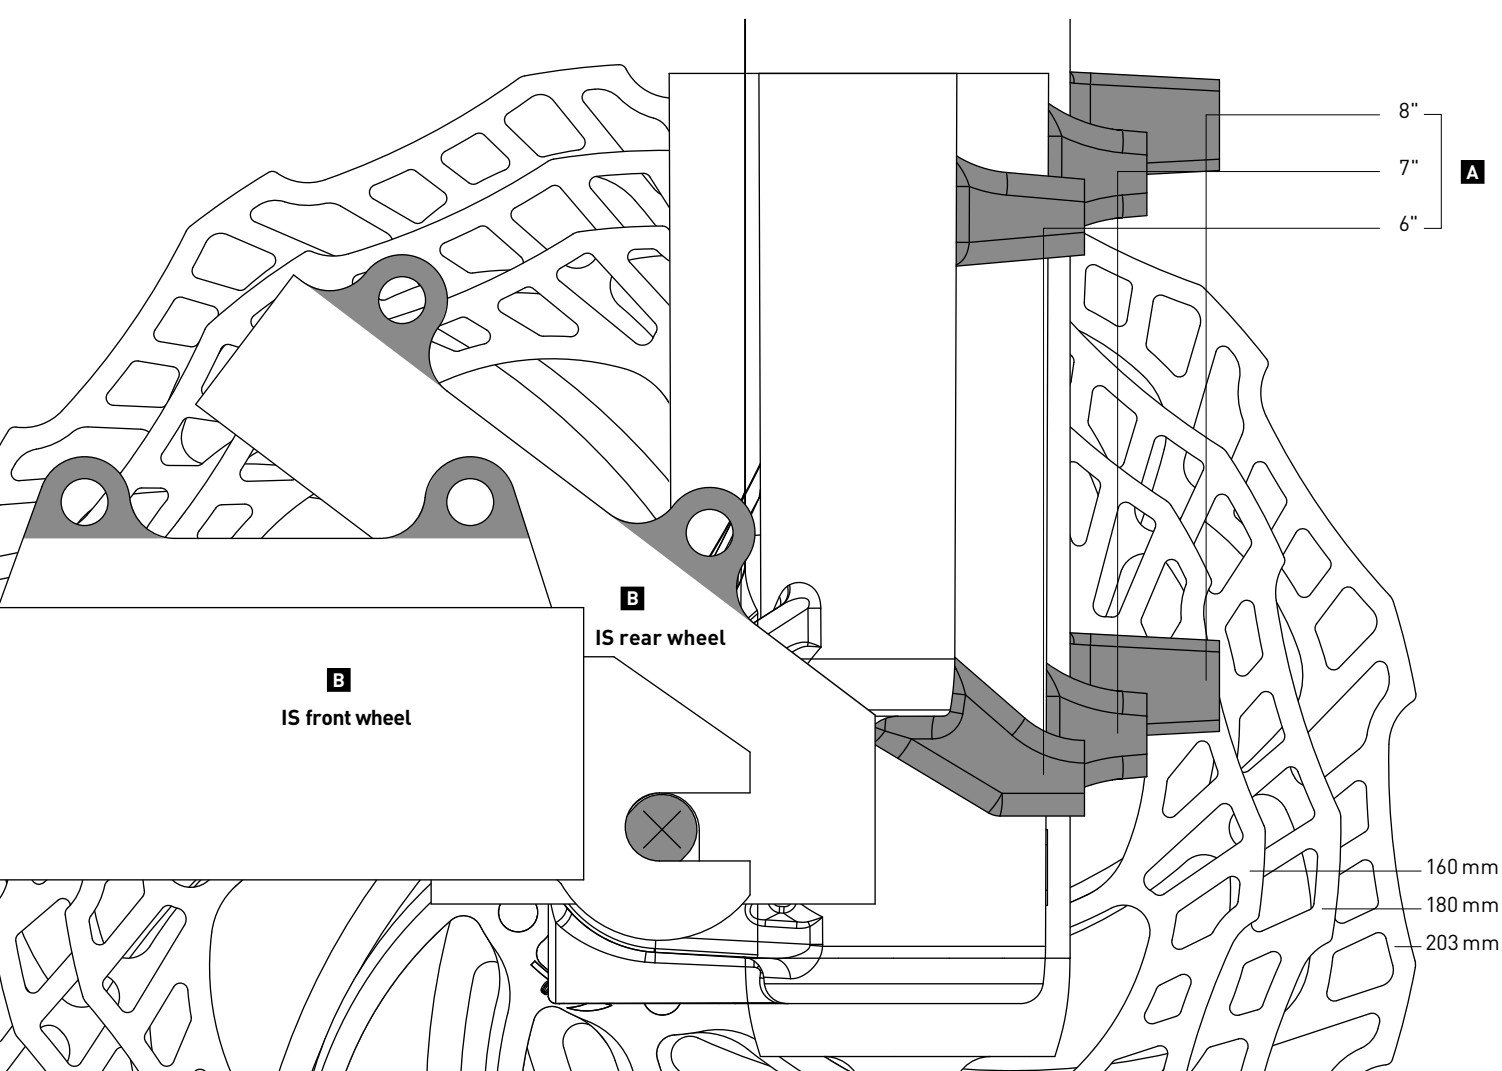 8"
7"
A
6"
B
IS rear wheel
B
IS front wheel
160 mm
180 mm
203 mm